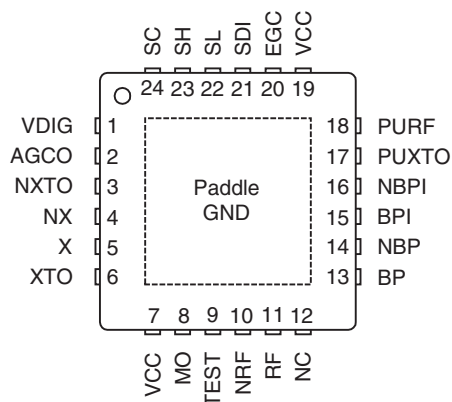 SC SH SL SDI EGC VCC
24 23 22 21 20 19
VDIG 1
AGCO 2
NXTO 3
NX 4
X 5
XTO 6
Paddle
GND
18 PURF
17 PUXTO
16 NBPI
15 BPI
14 NBP
13 BP
7 8 9 10 11 12
VCC MO TEST NRF RF NC